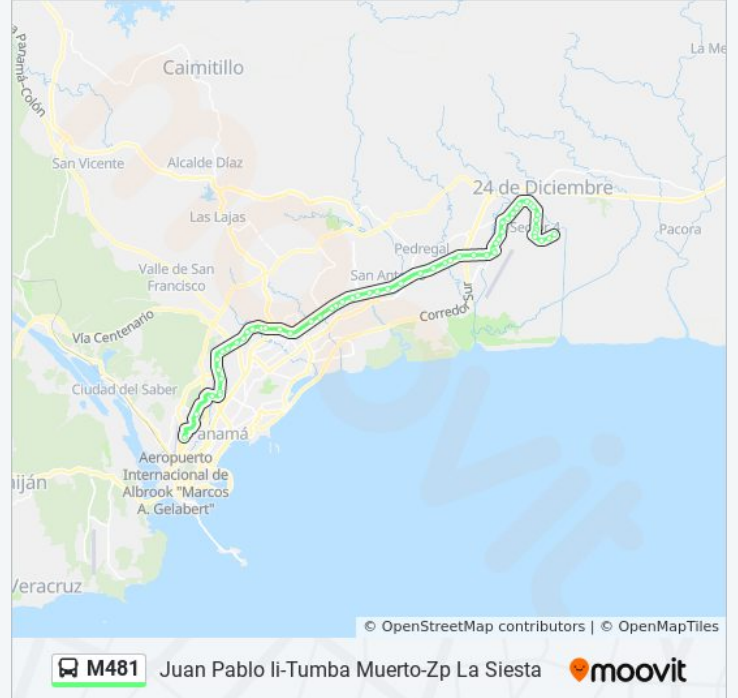 a Panamá-Colón
Caimitillo
La Me
San Vicente
Alcalde Díaz
24 de Diciembre
Las Lajas
Pacora
Pedregal
Valle de San
Francisco
San Anto
Corredor Sur
Vía Centenario
Ciudad del Saber
Panamá
Aeropuerto
Internacional de
Albrook "Marcos
A. Gelabert"
aiján
Veracruz
moovit
© OpenStreetMap contributors | © OpenMapTiles
M481 Juan Pablo Ii-Tumba Muerto-Zp La Siesta moovit